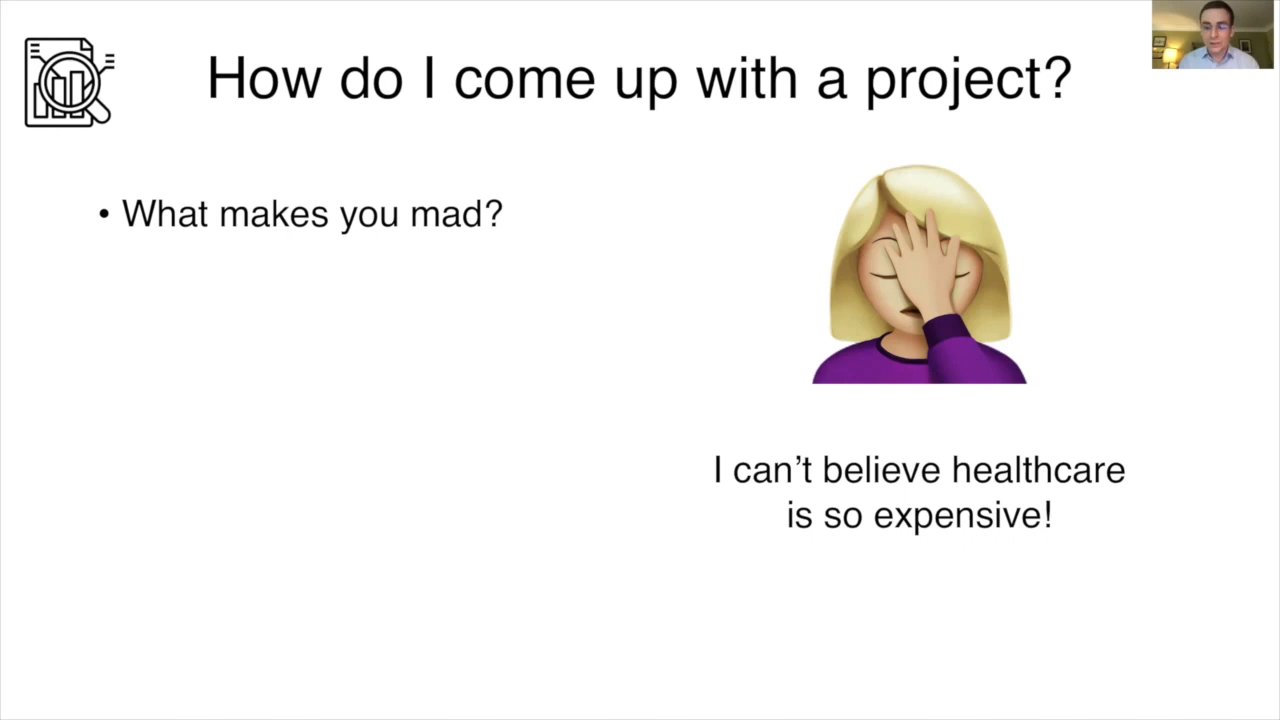 How do I come up with a project?
• What makes you mad?
I can’t believe healthcare
is so expensive!